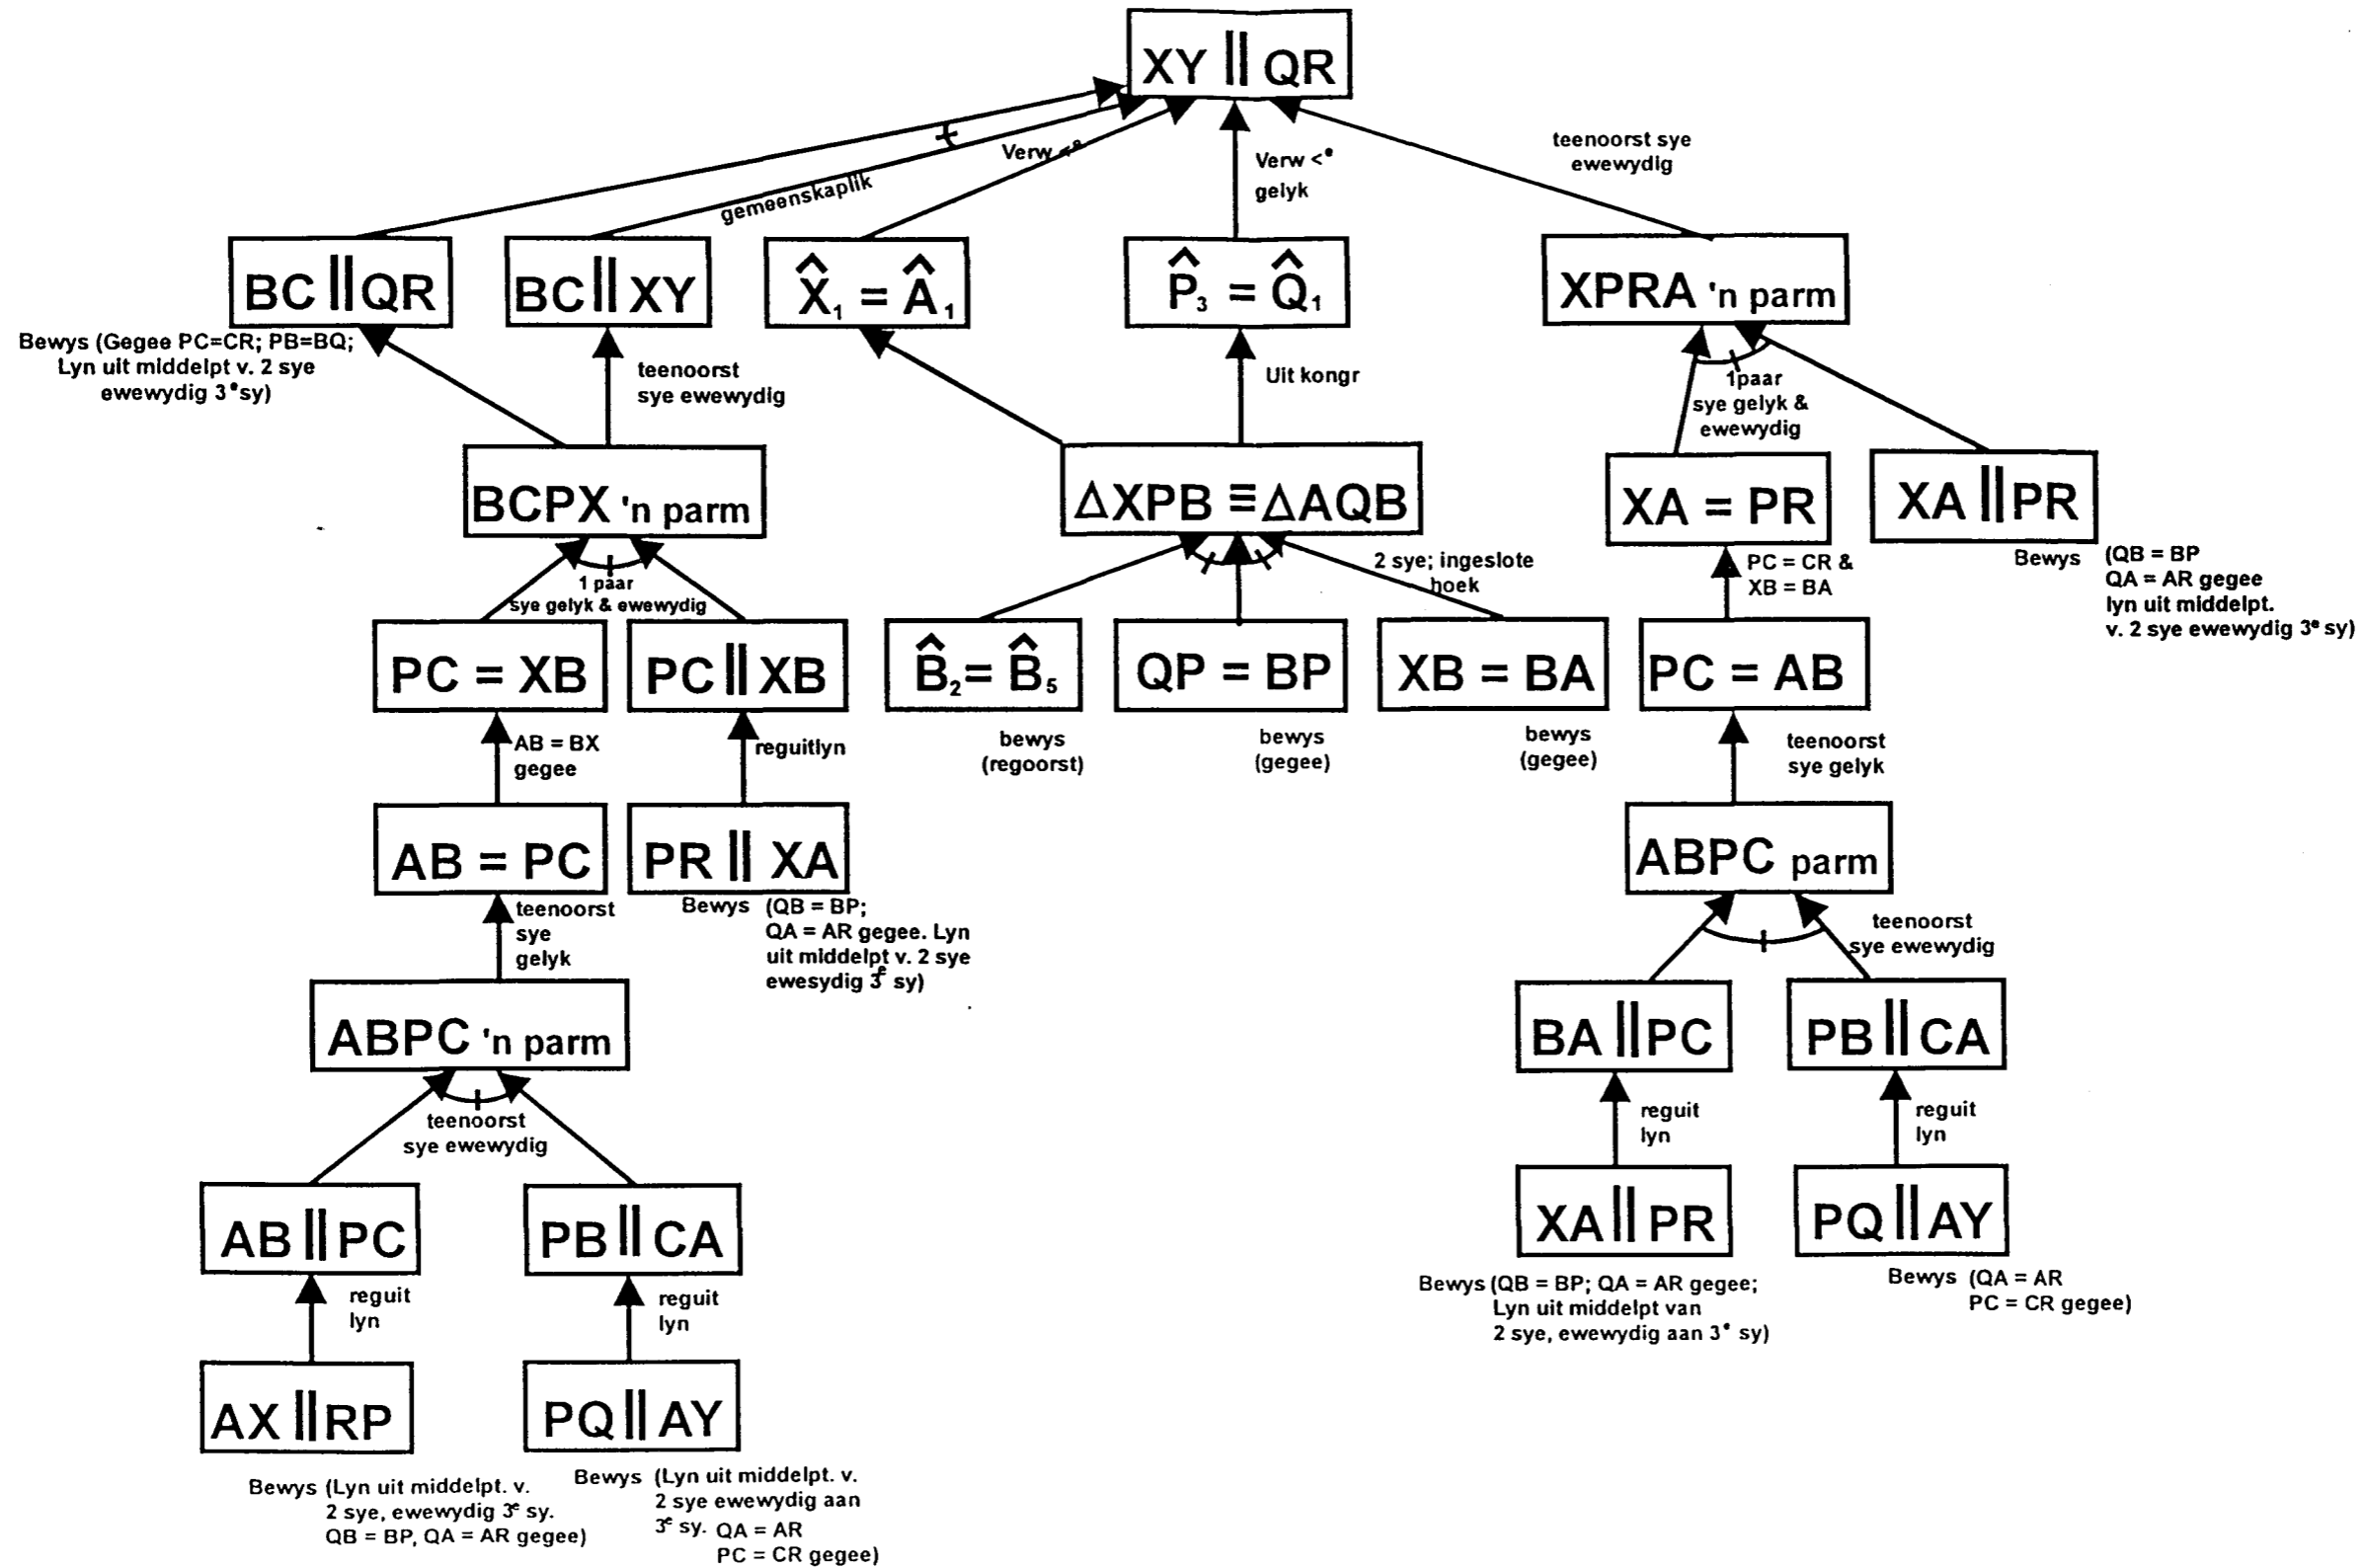 XY || QR
teenoorst sye
ewewydig
Verw <e
Verw <e
gelyk
gemeenskaplik
BC || QR
BC || XY
X̂₁ = Â₁
P̂₃ = Q̂₁
XPRA 'n parm
Bewys (Gegee PC=CR; PB=BQ;
Lyn uit middelpt v. 2 sye
ewewydig 3e sy)
teenoorst
sye ewewydig
Uit kongr
1paar
sye gelyk &
ewewydig
BCPX 'n parm
ΔXPB ≡ ΔAQB
XA = PR
XA || PR
1 paar
sye gelyk & ewewydig
2 sye; ingeslote
hoek
PC = CR &
XB = BA
Bewys (QB = BP
QA = AR gegee
lyn uit middelpt.
v. 2 sye ewewydig 3e sy)
PC = XB
PC || XB
B̂₂= B̂₅
QP = BP
XB = BA
PC = AB
AB = BX
gegee
reguitlyn
bewys
(regoorst)
bewys
(gegee)
bewys
(gegee)
teenoorst
sye gelyk
AB = PC
PR || XA
ABPC parm
teenoorst
sye
gelyk
Bewys (QB = BP;
QA = AR gegee. Lyn
uit middelpt v. 2 sye
ewesydig 3e sy)
teenoorst
sye ewewydig
ABPC 'n parm
BA || PC
PB || CA
teenoorst
sye ewewydig
reguit
lyn
reguit
lyn
AB || PC
PB || CA
XA || PR
PQ || AY
reguit
lyn
reguit
lyn
Bewys (QB = BP; QA = AR gegee;
Lyn uit middelpt van
2 sye, ewewydig aan 3e sy)
Bewys (QA = AR
PC = CR gegee)
AX || RP
PQ || AY
Bewys (Lyn uit middelpt. v.
2 sye, ewewydig 3e sy.
QB = BP, QA = AR gegee)
Bewys (Lyn uit middelpt. v.
2 sye ewewydig aan
3e sy. QA = AR
PC = CR gegee)